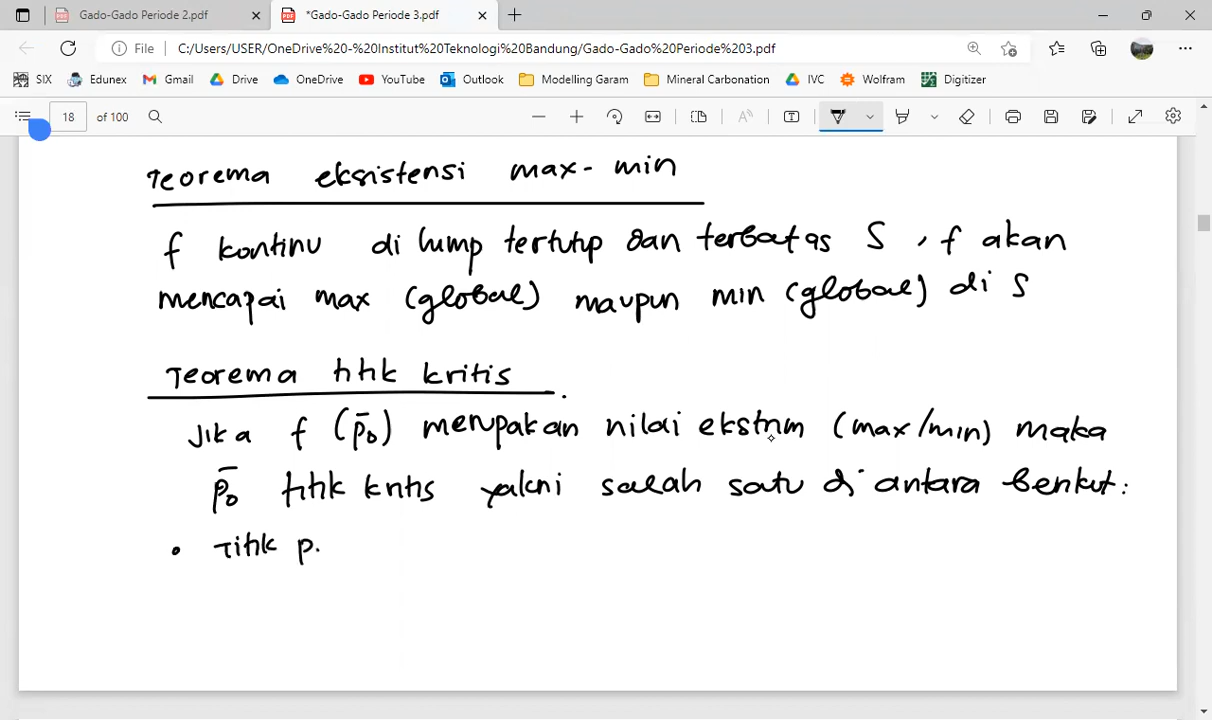 Gado-Gado Periode 2.pdf
*Gado-Gado Periode 3.pdf
File
C:/Users/USER/OneDrive%20-%20Institut%20Teknologi%20Bandung/Gado-Gado%20Periode%203.pdf
SIX Edunex Gmail Drive OneDrive YouTube Outlook Modelling Garam Mineral Carbonation IVC Wolfram Digitizer
18 of 100
Teorema eksistensi max-min
f kontinu di himp tertutup dan terbatas S, f akan
mencapai max (global) maupun min (global) di S
Teorema titik kritis.
Jika f (p̄₀) merupakan nilai ekstrim (max/min) maka
p̄₀ titik kritis yakni salah satu di antara berikut:
• Titik p.